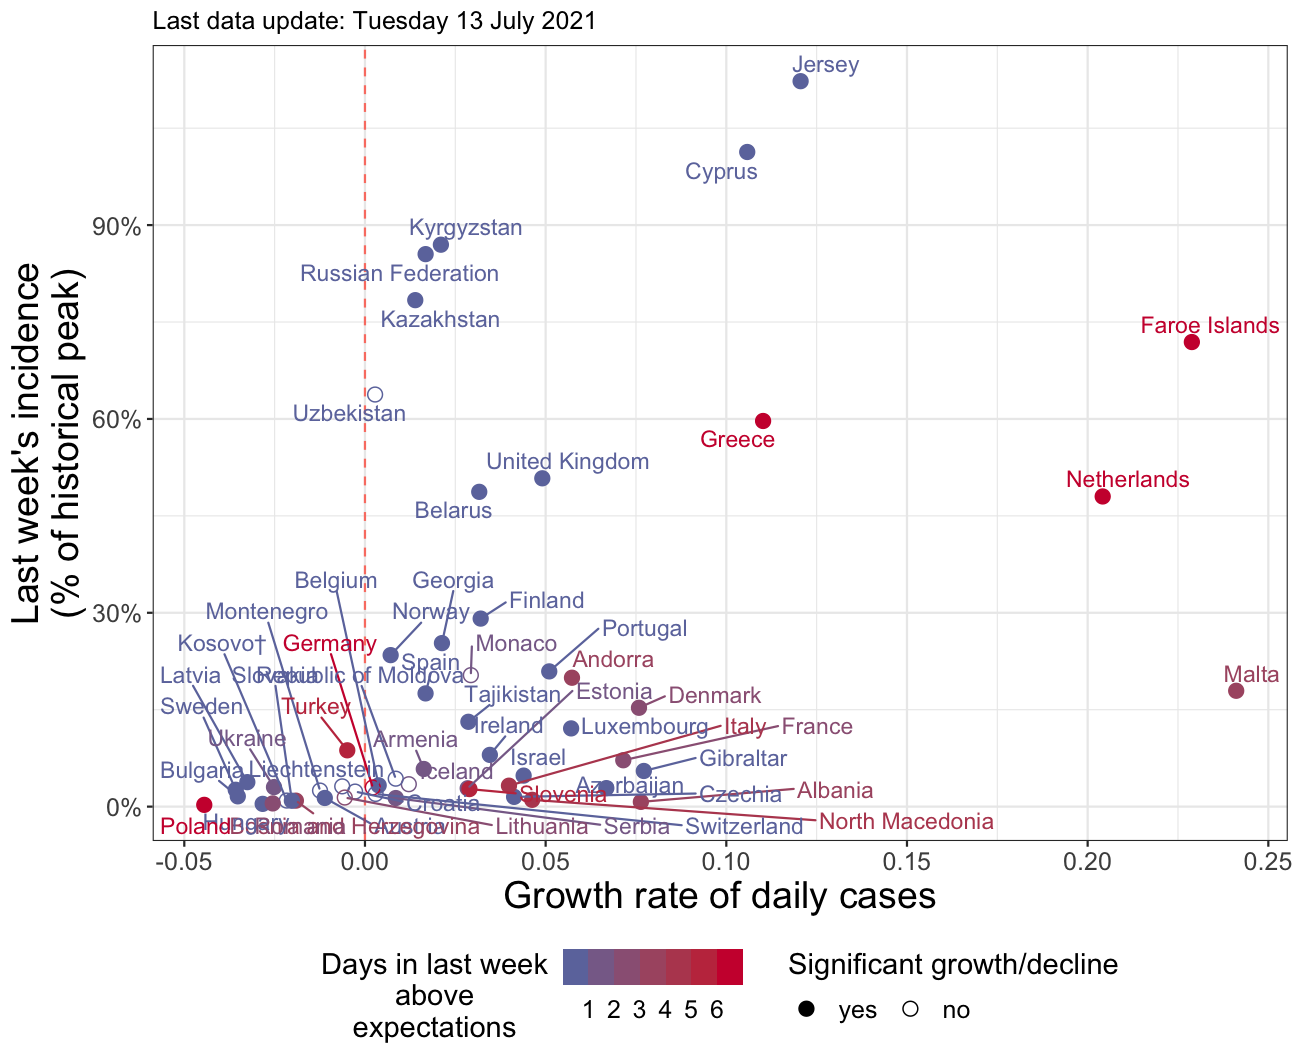 Last data update: Tuesday 13 July 2021
Jersey
Cyprus
Kyrgyzstan
90%
Russian Federation
Kazakhstan
Faroe Islands
Uzbekistan
60%
Greece
United Kingdom
Netherlands
Belarus
Last week's incidence
(% of historical peak)
Belgium
Georgia
Finland
30%
Montenegro
Norway
Portugal
Kosovo†
Germany
Monaco
Spain
Andorra
Latvia
Slovakia
Republic of Moldova
Malta
Tajikistan
Estonia
Denmark
Sweden
Turkey
Ireland
Luxembourg
Italy
France
Ukraine
Armenia
Israel
Gibraltar
Bulgaria
Liechtenstein
Iceland
Azerbaijan
Albania
Slovenia
Czechia
Croatia
0%
Poland
Bosnia and Herzegovina
Romania
Austria
Lithuania
Serbia
Switzerland
North Macedonia
-0.05
0.00
0.05
0.10
0.15
0.20
0.25
Growth rate of daily cases
Days in last week
above
expectations
1 2 3 4 5 6
Significant growth/decline
yes
no